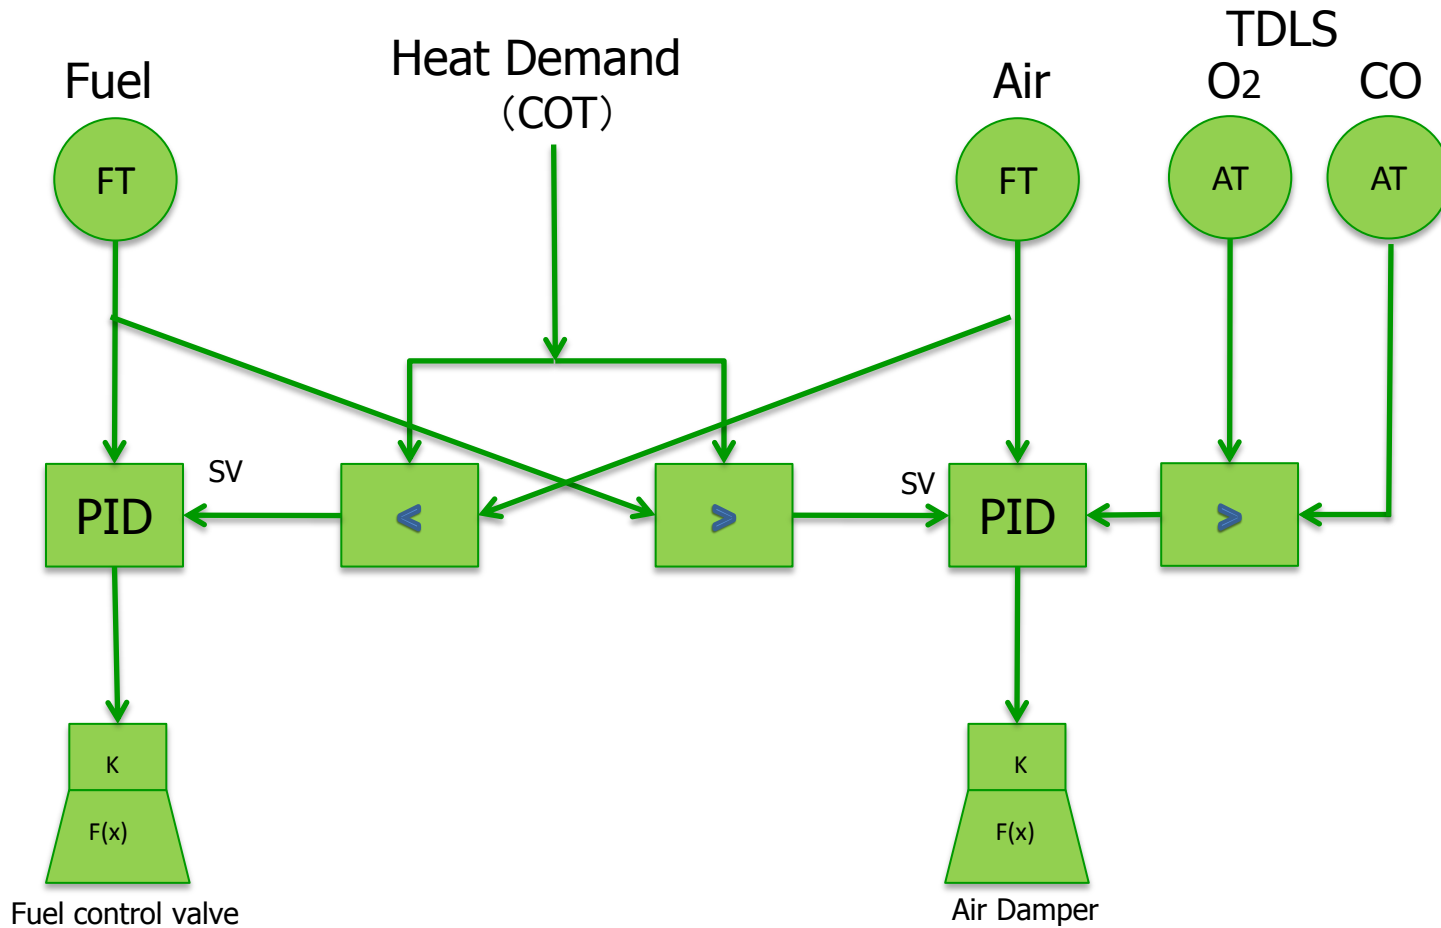 TDLS
Fuel
Heat Demand
（COT）
Air
O2
CO
FT
FT
AT
AT
SV
SV
PID
<
>
PID
>
K
F(x)
K
F(x)
Fuel control valve
Air Damper